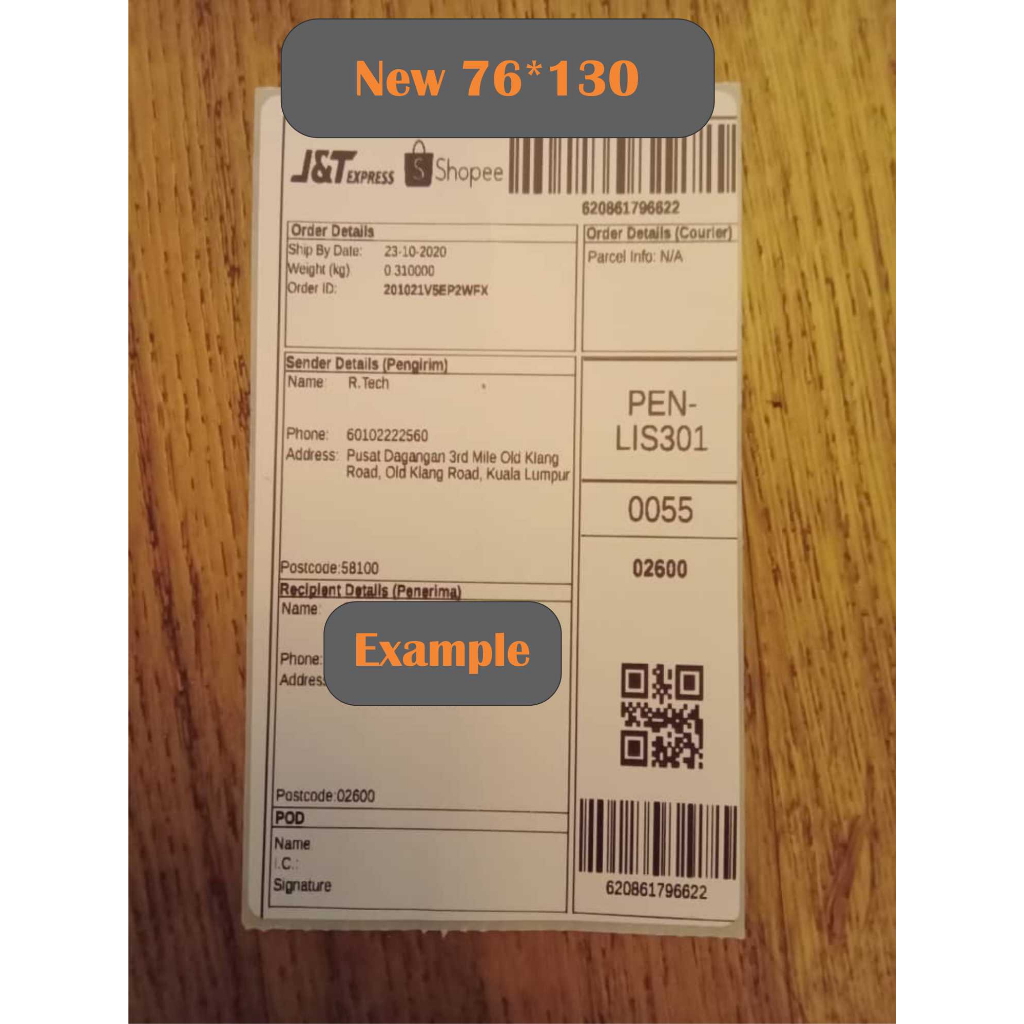 New 76*130
J&T EXPRESS
S Shopee
620861796622
Order Details
Ship By Date: 23-10-2020
Weight (kg) 0.310000
Order ID: 201021V5EP2WFX
Order Details (Courier)
Parcel Info: N/A
Sender Details (Pengirim)
Name: R.Tech
Phone: 60102222560
Address: Pusat Dagangan 3rd Mile Old Klang
Road, Old Klang Road, Kuala Lumpur
Postcode:58100
PEN-
LIS301
0055
02600
Recipient Details (Penerima)
Name
Example
Phone:
Address
Postcode:02600
POD
Name
I.C.:
Signature
620861796622